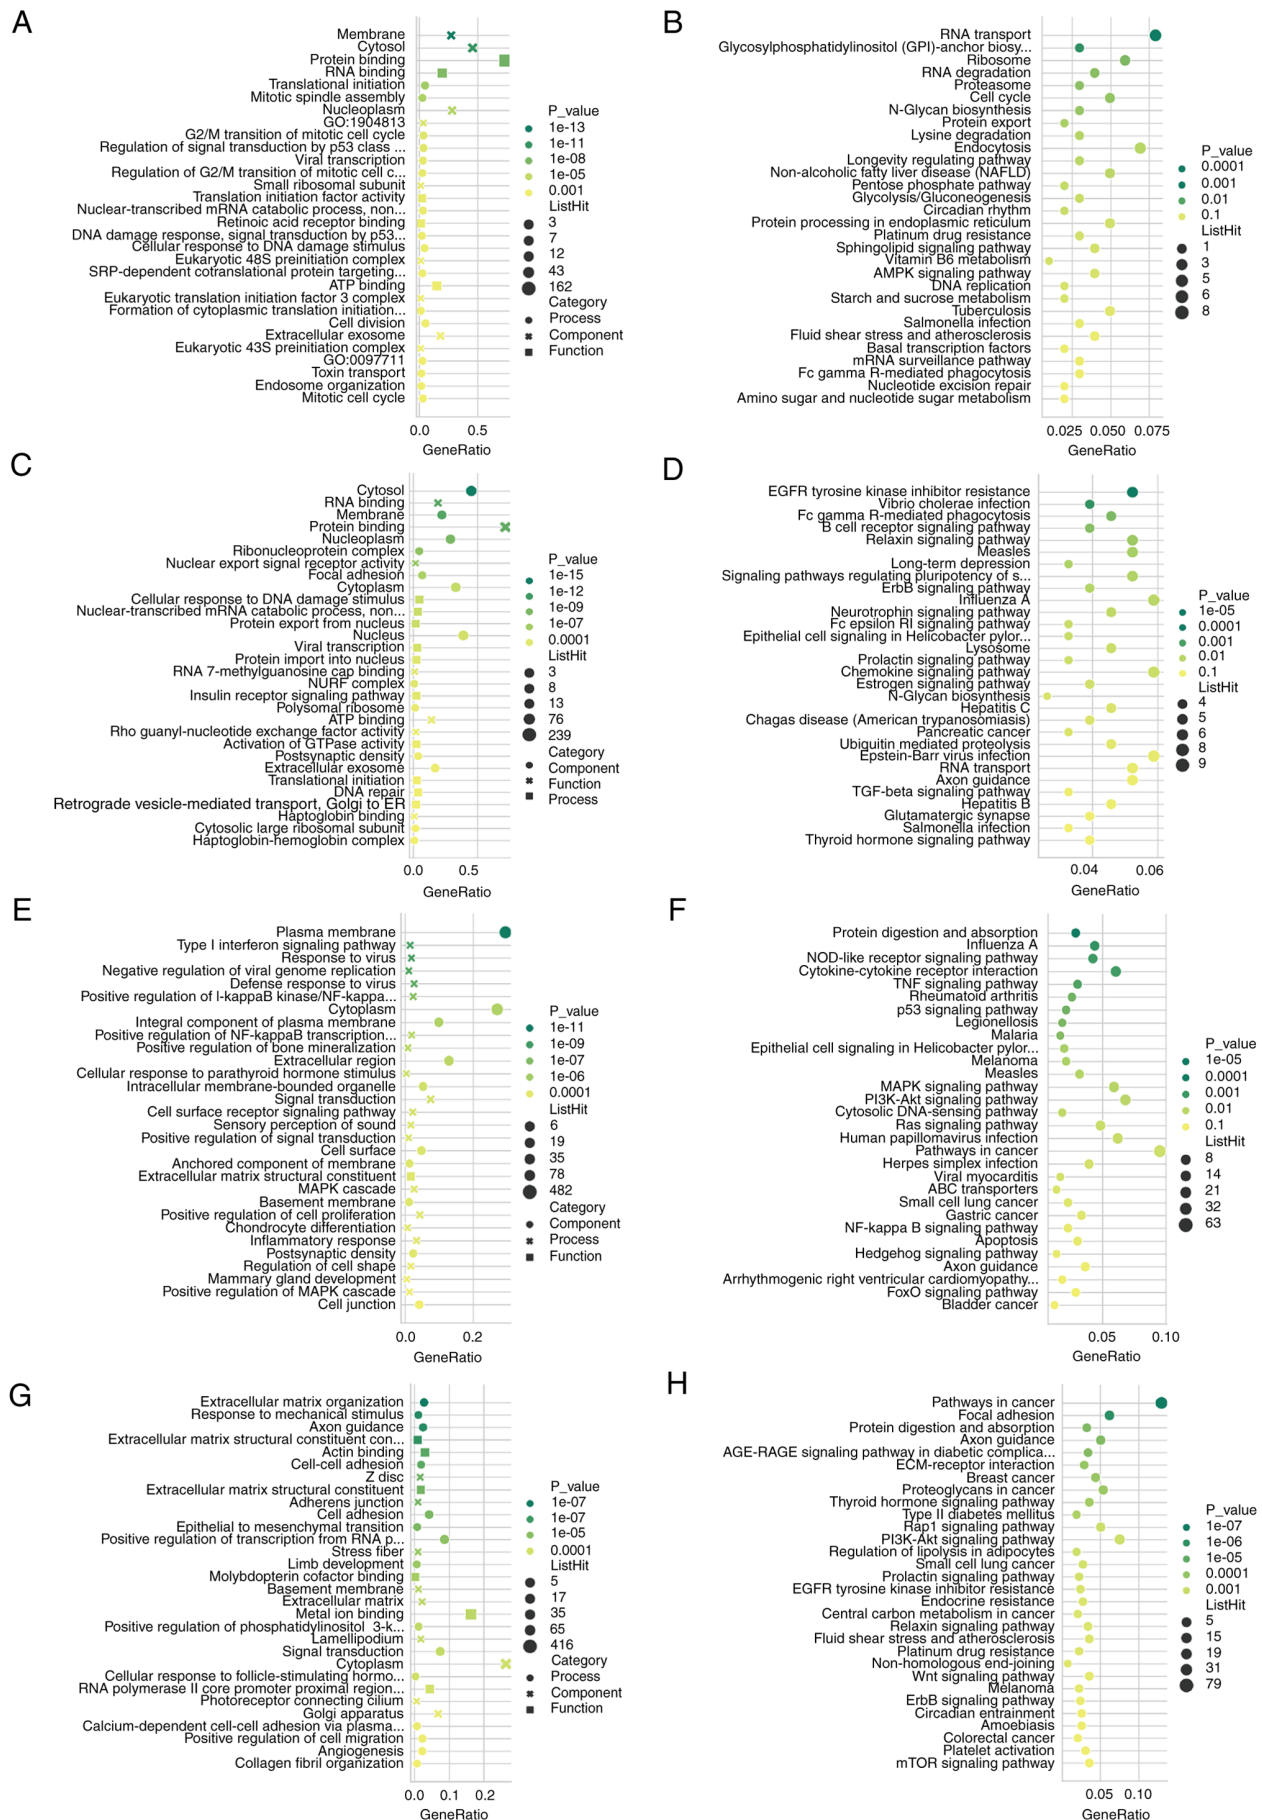 A
Membrane
Cytosol
Protein binding
RNA binding
Translational initiation
Mitotic spindle assembly
Nucleoplasm
GO:1904813
G2/M transition of mitotic cell cycle
Regulation of signal transduction by p53 class ...
Viral transcription
Regulation of G2/M transition of mitotic cell c...
Small ribosomal subunit
Translation initiation factor activity
Nuclear-transcribed mRNA catabolic process, non...
Retinoic acid receptor binding
DNA damage response, signal transduction by p53...
Cellular response to DNA damage stimulus
Eukaryotic 48S preinitiation complex
SRP-dependent cotranslational protein targeting...
ATP binding
Eukaryotic translation initiation factor 3 complex
Formation of cytoplasmic translation initiation...
Cell division
Extracellular exosome
Eukaryotic 43S preinitiation complex
GO:0097711
Toxin transport
Endosome organization
Mitotic cell cycle
0.0 0.5
GeneRatio
P_value
1e-13
1e-11
1e-08
1e-05
0.001
ListHit
3
7
12
43
162
Category
Process
Component
Function
B
RNA transport
Glycosylphosphatidylinositol (GPI)-anchor biosy...
Ribosome
RNA degradation
Proteasome
Cell cycle
N-Glycan biosynthesis
Protein export
Lysine degradation
Endocytosis
Longevity regulating pathway
Non-alcoholic fatty liver disease (NAFLD)
Pentose phosphate pathway
Glycolysis/Gluconeogenesis
Circadian rhythm
Protein processing in endoplasmic reticulum
Platinum drug resistance
Sphingolipid signaling pathway
Vitamin B6 metabolism
AMPK signaling pathway
DNA replication
Starch and sucrose metabolism
Tuberculosis
Salmonella infection
Fluid shear stress and atherosclerosis
Basal transcription factors
mRNA surveillance pathway
Fc gamma R-mediated phagocytosis
Nucleotide excision repair
Amino sugar and nucleotide sugar metabolism
0.025 0.050 0.075
GeneRatio
P_value
0.0001
0.001
0.01
0.1
ListHit
1
3
5
6
8
C
Cytosol
RNA binding
Membrane
Protein binding
Nucleoplasm
Ribonucleoprotein complex
Nuclear export signal receptor activity
Focal adhesion
Cytoplasm
Cellular response to DNA damage stimulus
Nuclear-transcribed mRNA catabolic process, non...
Protein export from nucleus
Nucleus
Viral transcription
Protein import into nucleus
RNA 7-methylguanosine cap binding
NURF complex
Insulin receptor signaling pathway
Polysomal ribosome
ATP binding
Rho guanyl-nucleotide exchange factor activity
Activation of GTPase activity
Postsynaptic density
Extracellular exosome
Translational initiation
DNA repair
Retrograde vesicle-mediated transport, Golgi to ER
Haptoglobin binding
Cytosolic large ribosomal subunit
Haptoglobin-hemoglobin complex
0.0 0.5
GeneRatio
P_value
1e-15
1e-12
1e-09
1e-07
0.0001
ListHit
3
8
13
76
239
Category
Component
Function
Process
D
EGFR tyrosine kinase inhibitor resistance
Vibrio cholerae infection
Fc gamma R-mediated phagocytosis
B cell receptor signaling pathway
Relaxin signaling pathway
Measles
Long-term depression
Signaling pathways regulating pluripotency of s...
ErbB signaling pathway
Influenza A
Neurotrophin signaling pathway
Fc epsilon RI signaling pathway
Epithelial cell signaling in Helicobacter pylor...
Lysosome
Prolactin signaling pathway
Chemokine signaling pathway
Estrogen signaling pathway
N-Glycan biosynthesis
Hepatitis C
Chagas disease (American trypanosomiasis)
Pancreatic cancer
Ubiquitin mediated proteolysis
Epstein-Barr virus infection
RNA transport
Axon guidance
TGF-beta signaling pathway
Hepatitis B
Glutamatergic synapse
Salmonella infection
Thyroid hormone signaling pathway
0.04 0.06
GeneRatio
P_value
1e-05
0.0001
0.001
0.01
0.1
ListHit
4
5
6
8
9
E
Plasma membrane
Type I interferon signaling pathway
Response to virus
Negative regulation of viral genome replication
Defense response to virus
Positive regulation of I-kappaB kinase/NF-kappa...
Cytoplasm
Integral component of plasma membrane
Positive regulation of NF-kappaB transcription...
Positive regulation of bone mineralization
Extracellular region
Cellular response to parathyroid hormone stimulus
Intracellular membrane-bounded organelle
Signal transduction
Cell surface receptor signaling pathway
Sensory perception of sound
Positive regulation of signal transduction
Cell surface
Anchored component of membrane
Extracellular matrix structural constituent
MAPK cascade
Basement membrane
Positive regulation of cell proliferation
Chondrocyte differentiation
Inflammatory response
Postsynaptic density
Regulation of cell shape
Mammary gland development
Positive regulation of MAPK cascade
Cell junction
0.0 0.2
GeneRatio
P_value
1e-11
1e-09
1e-07
1e-06
0.0001
ListHit
6
19
35
78
482
Category
Component
Process
Function
F
Protein digestion and absorption
Influenza A
NOD-like receptor signaling pathway
Cytokine-cytokine receptor interaction
TNF signaling pathway
Rheumatoid arthritis
p53 signaling pathway
Legionellosis
Malaria
Epithelial cell signaling in Helicobacter pylor...
Melanoma
Measles
MAPK signaling pathway
PI3K-Akt signaling pathway
Cytosolic DNA-sensing pathway
Ras signaling pathway
Human papillomavirus infection
Pathways in cancer
Herpes simplex infection
Viral myocarditis
ABC transporters
Small cell lung cancer
Gastric cancer
NF-kappa B signaling pathway
Apoptosis
Hedgehog signaling pathway
Axon guidance
Arrhythmogenic right ventricular cardiomyopathy...
FoxO signaling pathway
Bladder cancer
0.05 0.10
GeneRatio
P_value
1e-05
0.0001
0.001
0.01
0.1
ListHit
8
14
21
32
63
G
Extracellular matrix organization
Response to mechanical stimulus
Axon guidance
Extracellular matrix structural constituent con...
Actin binding
Cell-cell adhesion
Z disc
Extracellular matrix structural constituent
Adherens junction
Cell adhesion
Epithelial to mesenchymal transition
Positive regulation of transcription from RNA p...
Stress fiber
Limb development
Molybdopterin cofactor binding
Basement membrane
Extracellular matrix
Metal ion binding
Positive regulation of phosphatidylinositol 3-k...
Lamellipodium
Signal transduction
Cytoplasm
Cellular response to follicle-stimulating hormo...
RNA polymerase II core promoter proximal region...
Photoreceptor connecting cilium
Golgi apparatus
Calcium-dependent cell-cell adhesion via plasma...
Positive regulation of cell migration
Angiogenesis
Collagen fibril organization
0.0 0.1 0.2
GeneRatio
P_value
1e-07
1e-07
1e-05
0.0001
ListHit
5
17
35
65
416
Category
Process
Component
Function
H
Pathways in cancer
Focal adhesion
Protein digestion and absorption
Axon guidance
AGE-RAGE signaling pathway in diabetic complica...
ECM-receptor interaction
Breast cancer
Proteoglycans in cancer
Thyroid hormone signaling pathway
Type II diabetes mellitus
Rap1 signaling pathway
PI3K-Akt signaling pathway
Regulation of lipolysis in adipocytes
Small cell lung cancer
Prolactin signaling pathway
EGFR tyrosine kinase inhibitor resistance
Endocrine resistance
Central carbon metabolism in cancer
Relaxin signaling pathway
Fluid shear stress and atherosclerosis
Platinum drug resistance
Non-homologous end-joining
Wnt signaling pathway
Melanoma
ErbB signaling pathway
Circadian entrainment
Amoebiasis
Colorectal cancer
Platelet activation
mTOR signaling pathway
0.05 0.10
GeneRatio
P_value
1e-07
1e-06
1e-05
0.0001
0.001
ListHit
5
15
19
31
79